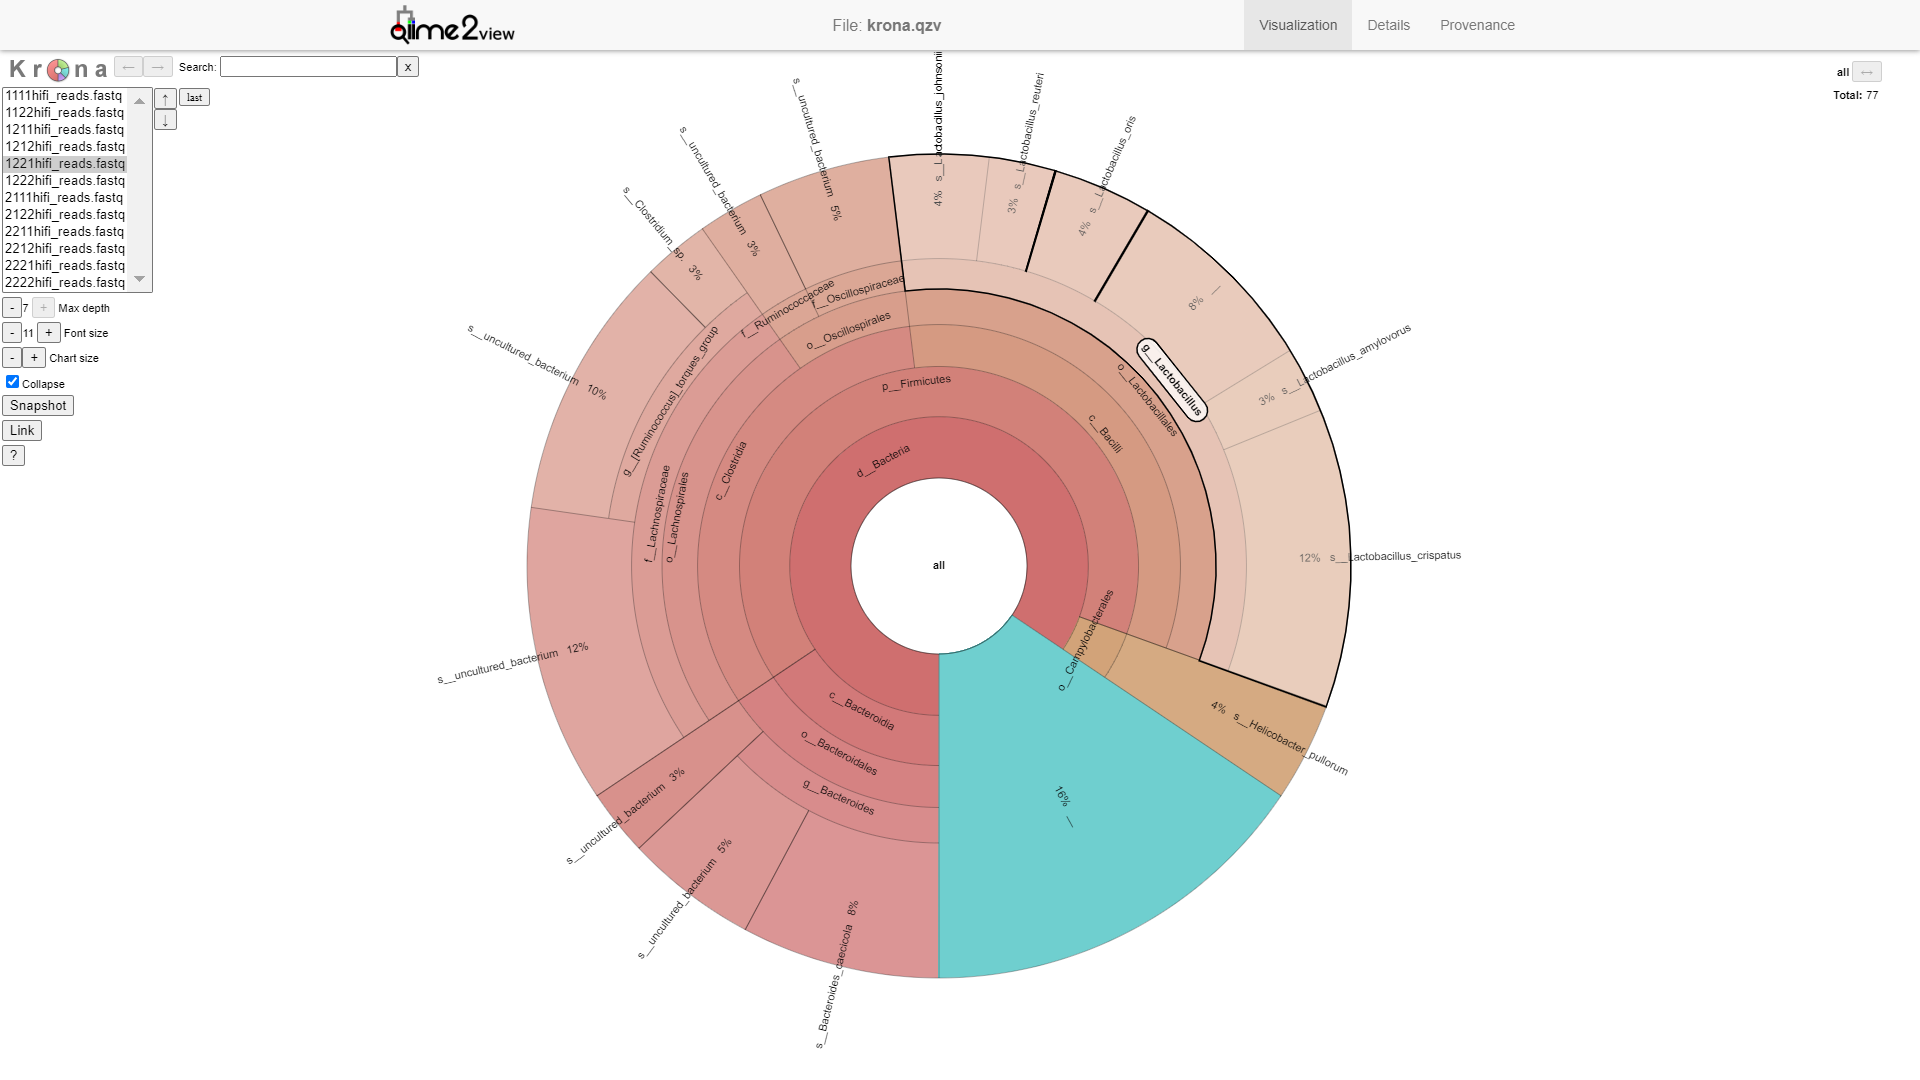 qiime2view
File: krona.qzv
Visualization
Details
Provenance
Krona
←
→
Search:
x
all
↔
Total: 77
1111hifi_reads.fastq
1122hifi_reads.fastq
1211hifi_reads.fastq
1212hifi_reads.fastq
1221hifi_reads.fastq
1222hifi_reads.fastq
2111hifi_reads.fastq
2122hifi_reads.fastq
2211hifi_reads.fastq
2212hifi_reads.fastq
2221hifi_reads.fastq
2222hifi_reads.fastq
↑
↓
last
- 7 + Max depth
- 11 + Font size
- + Chart size
Collapse
Snapshot
Link
?
4% s__Lactobacillus_johnsonii
3% s__Lactobacillus_reuteri
4% s__Lactobacillus_oris
8% __
3% s__Lactobacillus_amylovorus
12% s__Lactobacillus_crispatus
4% s__Helicobacter_pullorum
16% __
s__Bacteroides_caecicola 8%
s__uncultured_bacterium 5%
s__uncultured_bacterium 3%
s__uncultured_bacterium 12%
s__uncultured_bacterium 10%
s__Clostridium_sp. 3%
s__uncultured_bacterium 3%
s__uncultured_bacterium 5%
f__Ruminococcaceae
f__Oscillospiraceae
o__Oscillospirales
g__[Ruminococcus]_torques_group
f__Lachnospiraceae
o__Lachnospirales
c__Clostridia
p__Firmicutes
d__Bacteria
c__Bacilli
o__Lactobacillales
g__Lactobacillus
o__Campylobacterales
c__Bacteroidia
o__Bacteroidales
g__Bacteroides
all